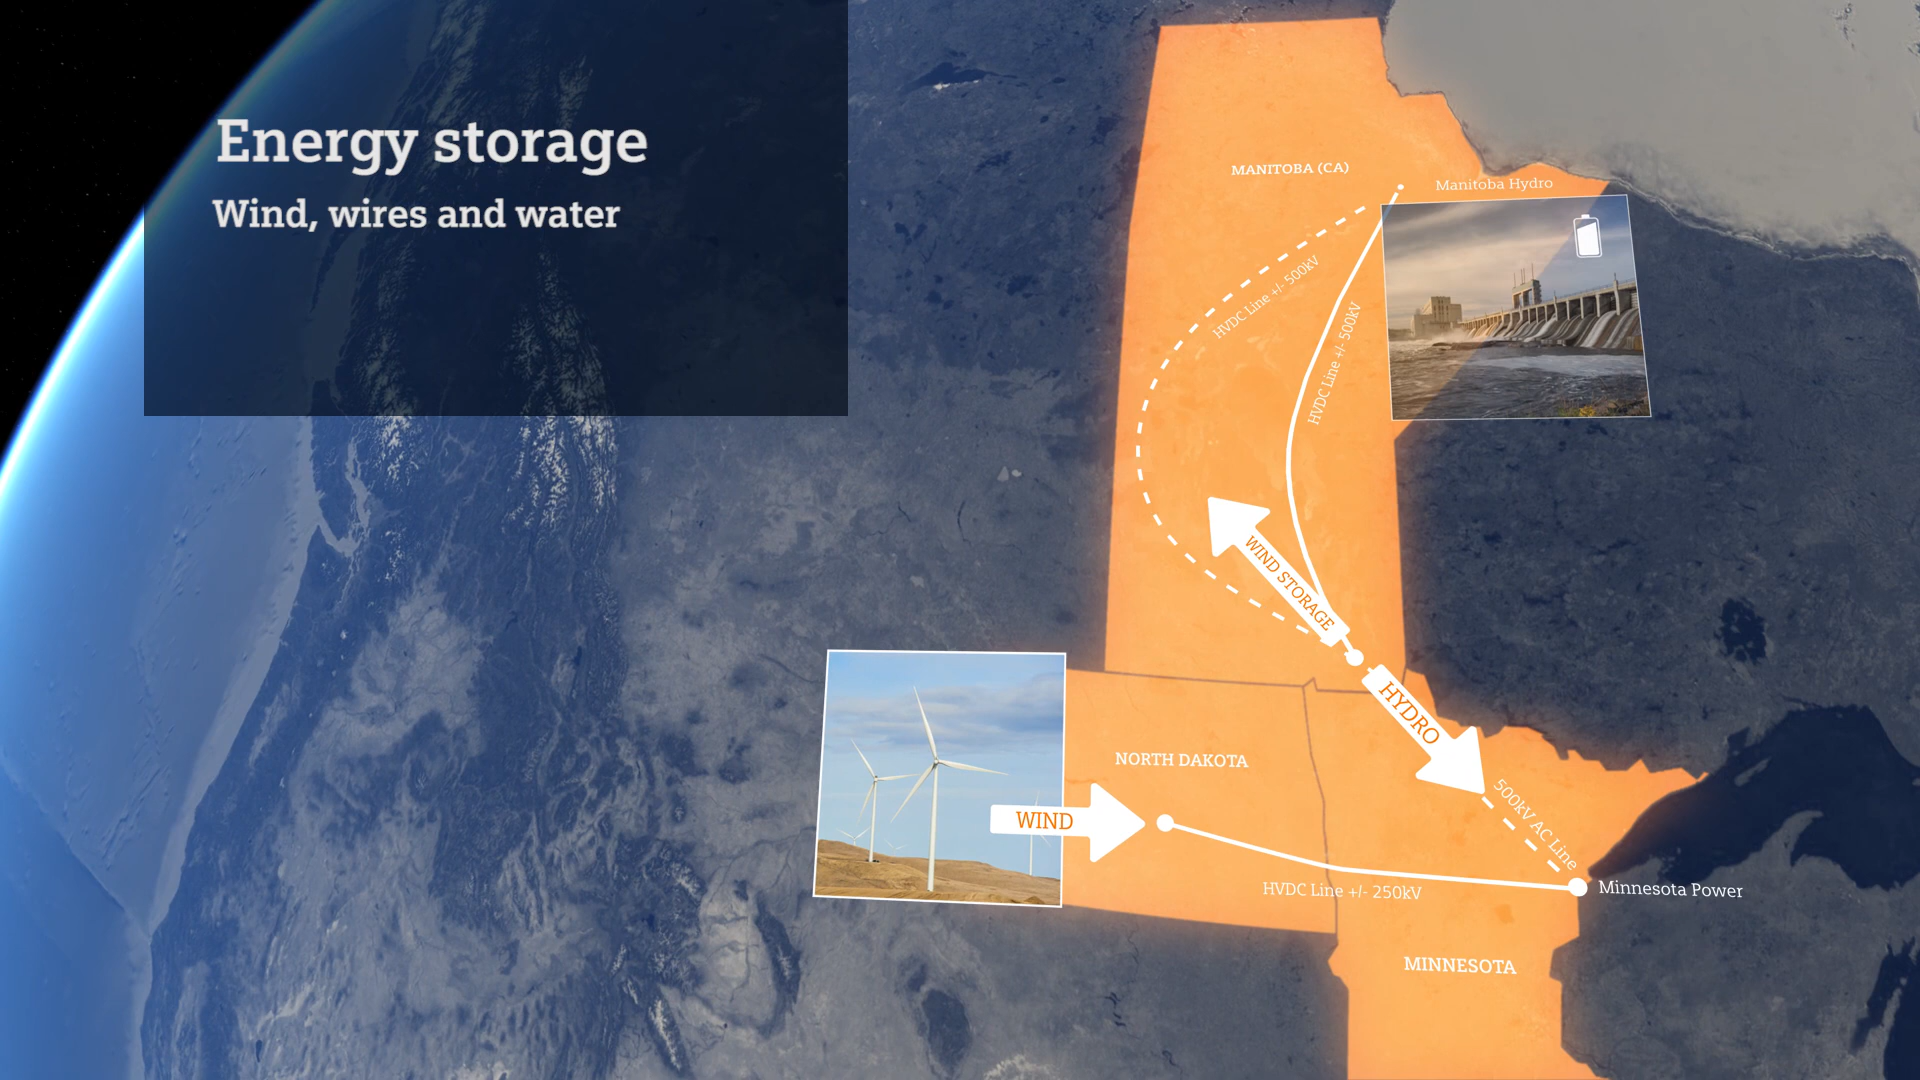 Energy storage
Wind, wires and water
MANITOBA (CA)
Manitoba Hydro
HVDC Line +/- 500kV
HVDC Line +/- 500kV
WIND STORAGE
HYDRO
NORTH DAKOTA
WIND
500kV AC Line
HVDC Line +/- 250kV
Minnesota Power
MINNESOTA